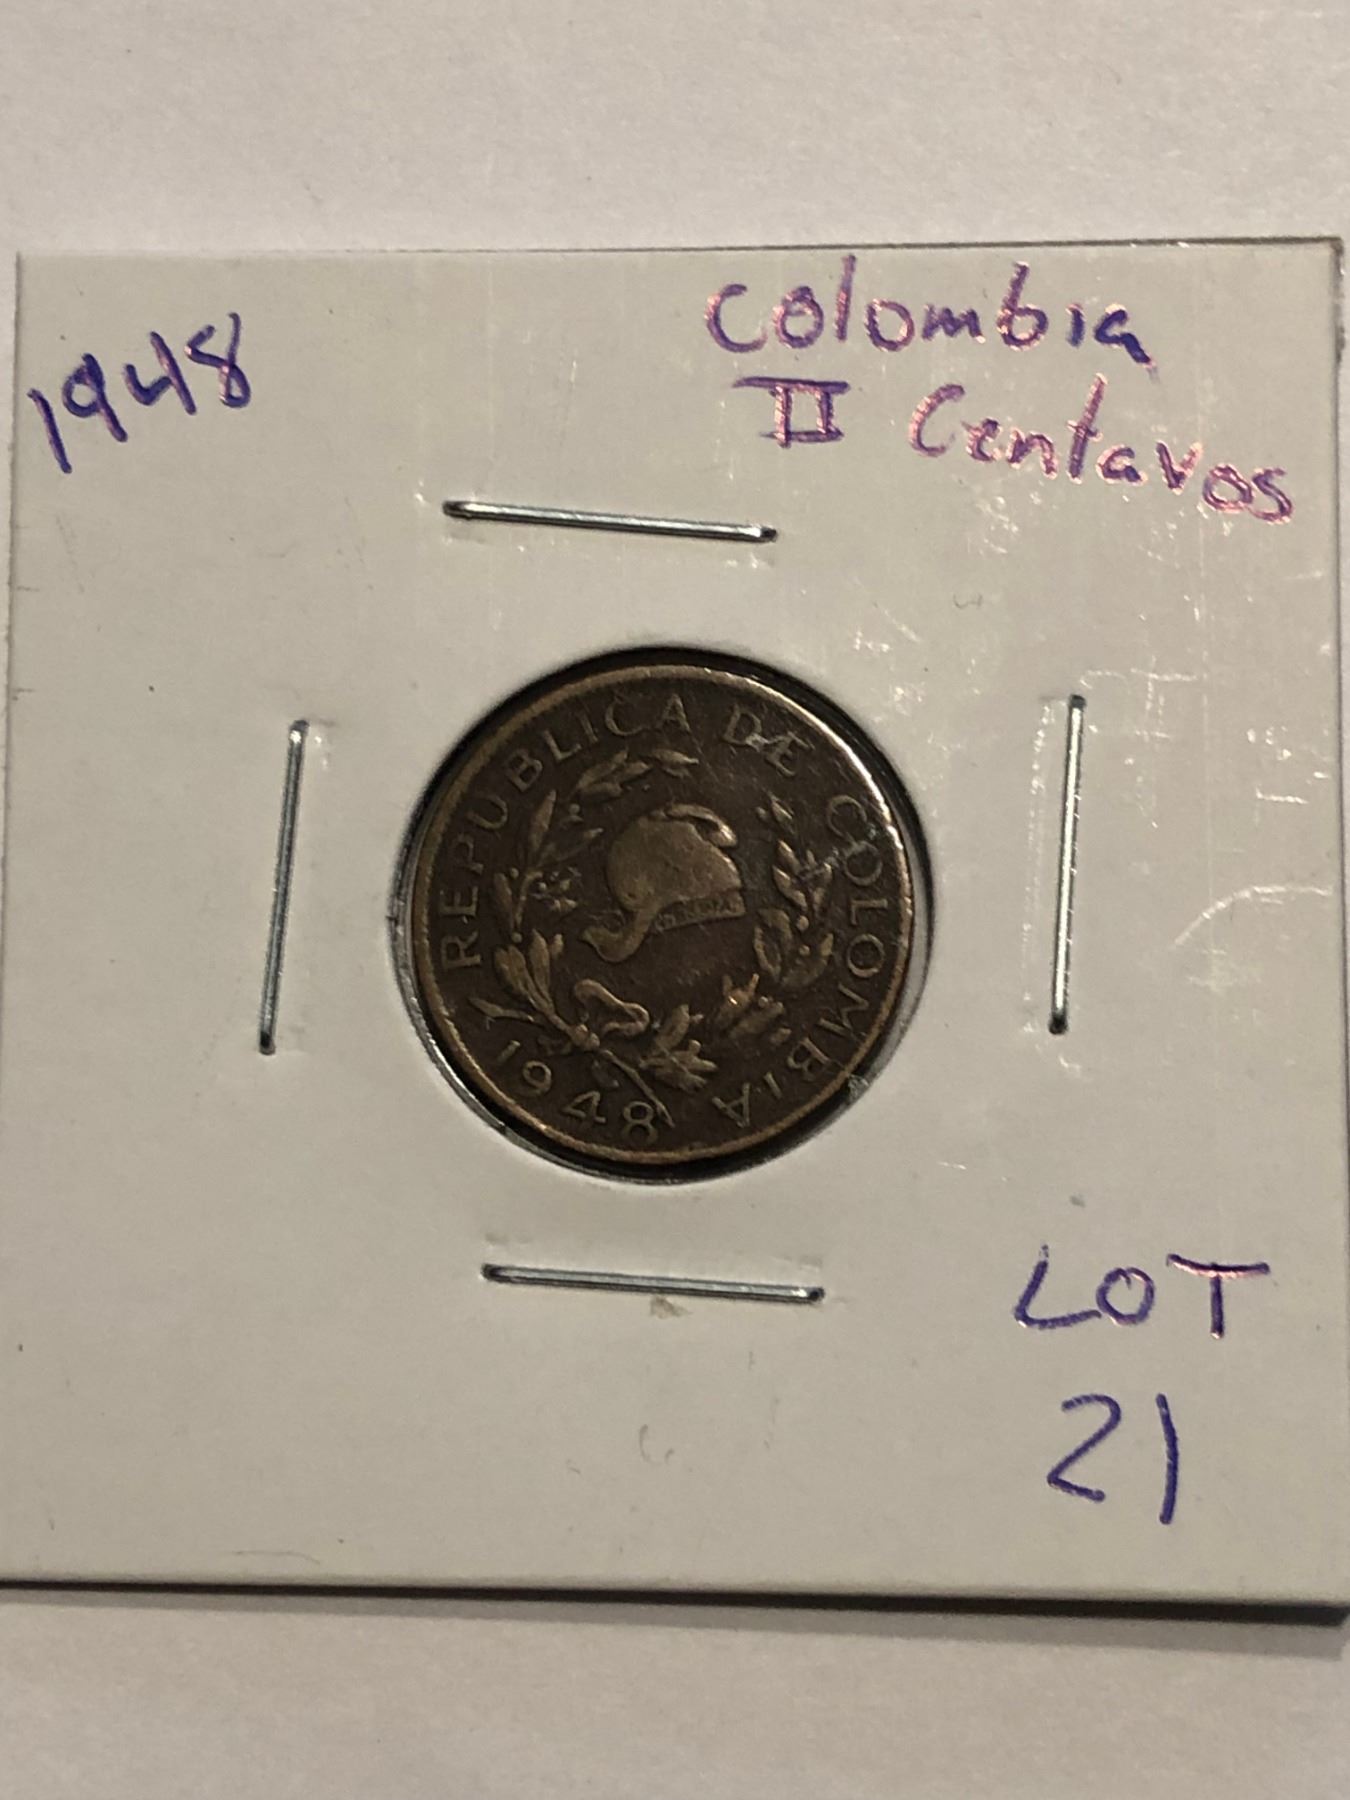 1948
Colombia
II Centavos
REPUBLICA DE COLOMBIA
1948
LOT
21